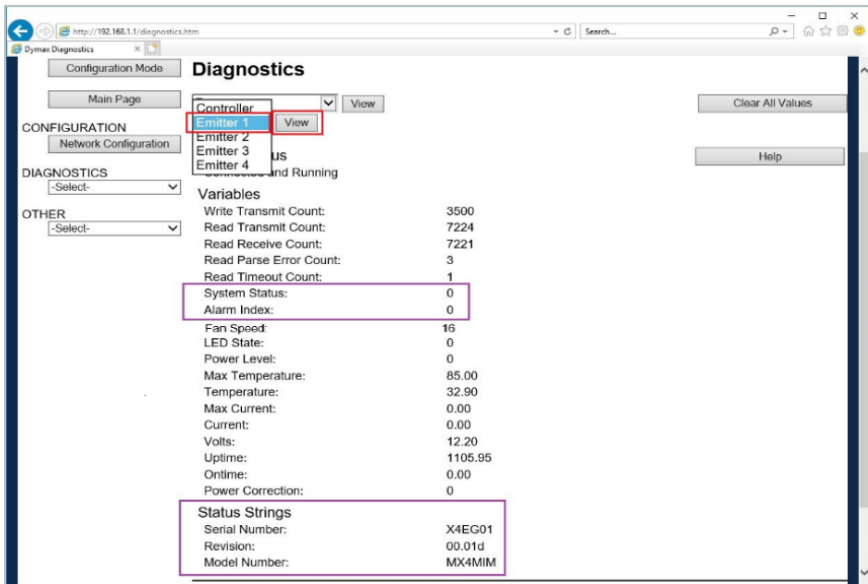 http://192.168.1.1/diagnostics.htm
Search...
Dymax Diagnostics
Configuration Mode
Diagnostics
Main Page
View
Clear All Values
Controller
Emitter 1
View
Emitter 2
Emitter 3
Emitter 4
CONFIGURATION
Network Configuration
Help
DIAGNOSTICS
-Select-
OTHER
-Select-
and Running
Variables
Write Transmit Count: 3500
Read Transmit Count: 7224
Read Receive Count: 7221
Read Parse Error Count: 3
Read Timeout Count: 1
System Status: 0
Alarm Index: 0
Fan Speed: 16
LED State: 0
Power Level: 0
Max Temperature: 85.00
Temperature: 32.90
Max Current: 0.00
Current: 0.00
Volts: 12.20
Uptime: 1105.95
Ontime: 0.00
Power Correction: 0
Status Strings
Serial Number: X4EG01
Revision: 00.01d
Model Number: MX4MIM